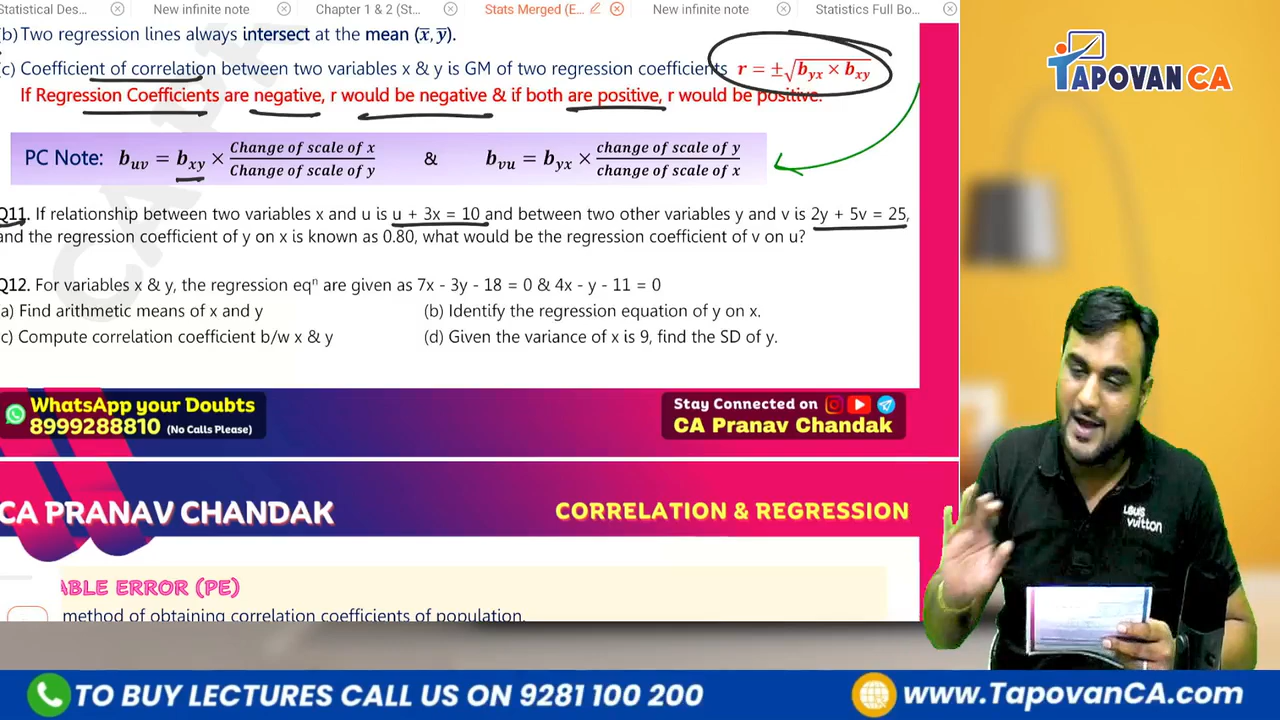 Statistical Des...
New infinite note
Chapter 1 & 2 (St...
Stats Merged (E...
New infinite note
Statistics Full Bo...
(b) Two regression lines always intersect at the mean (x̅, y̅).
(c) Coefficient of correlation between two variables x & y is GM of two regression coefficients r = ±√(b_yx × b_xy)
If Regression Coefficients are negative, r would be negative & if both are positive, r would be positive.
PC Note: b_uv = b_xy × Change of scale of x / Change of scale of y & b_vu = b_yx × change of scale of y / change of scale of x
Q11. If relationship between two variables x and u is u + 3x = 10 and between two other variables y and v is 2y + 5v = 25,
and the regression coefficient of y on x is known as 0.80, what would be the regression coefficient of v on u?
Q12. For variables x & y, the regression eqⁿ are given as 7x - 3y - 18 = 0 & 4x - y - 11 = 0
a) Find arithmetic means of x and y
(b) Identify the regression equation of y on x.
c) Compute correlation coefficient b/w x & y
(d) Given the variance of x is 9, find the SD of y.
WhatsApp your Doubts
8999288810 (No Calls Please)
Stay Connected on
CA Pranav Chandak
CA PRANAV CHANDAK
CORRELATION & REGRESSION
ABLE ERROR (PE)
method of obtaining correlation coefficients of population.
TAPOVAN CA
Louis
Vuitton
TO BUY LECTURES CALL US ON 9281 100 200
www.TapovanCA.com